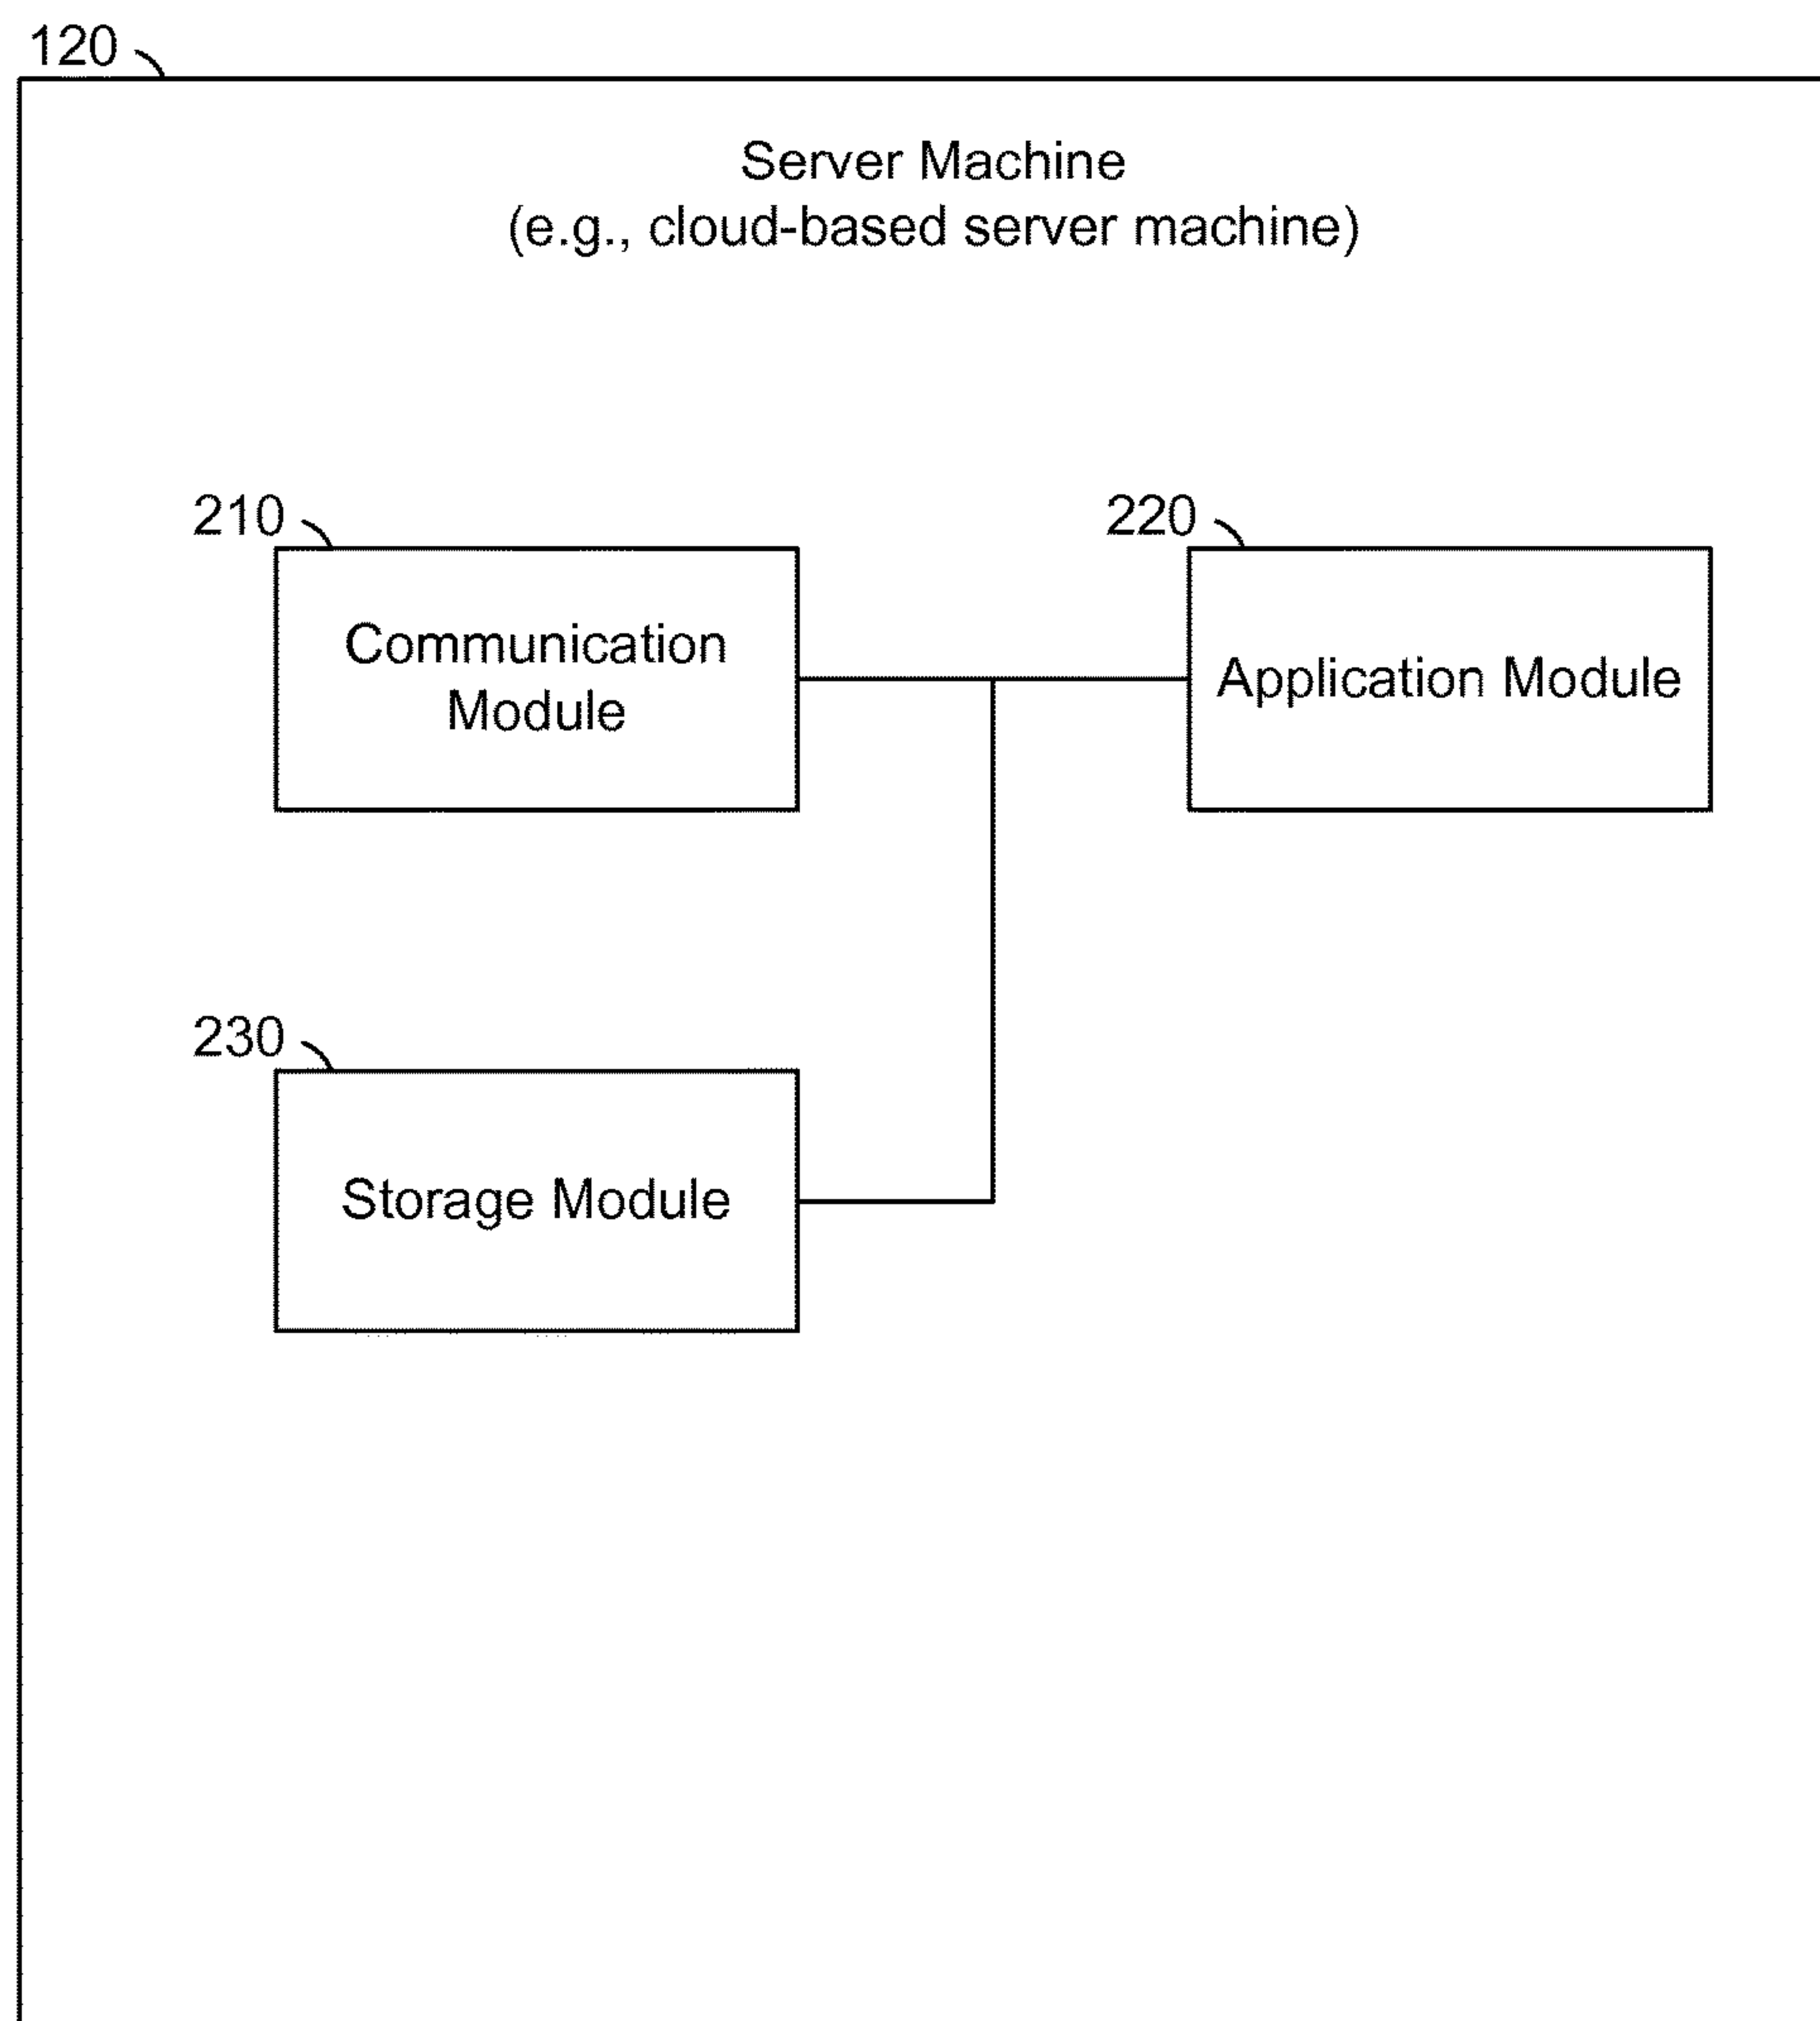 120
Server Machine
(e.g., cloud-based server machine)
210
Communication
Module
220
Application Module
230
Storage Module